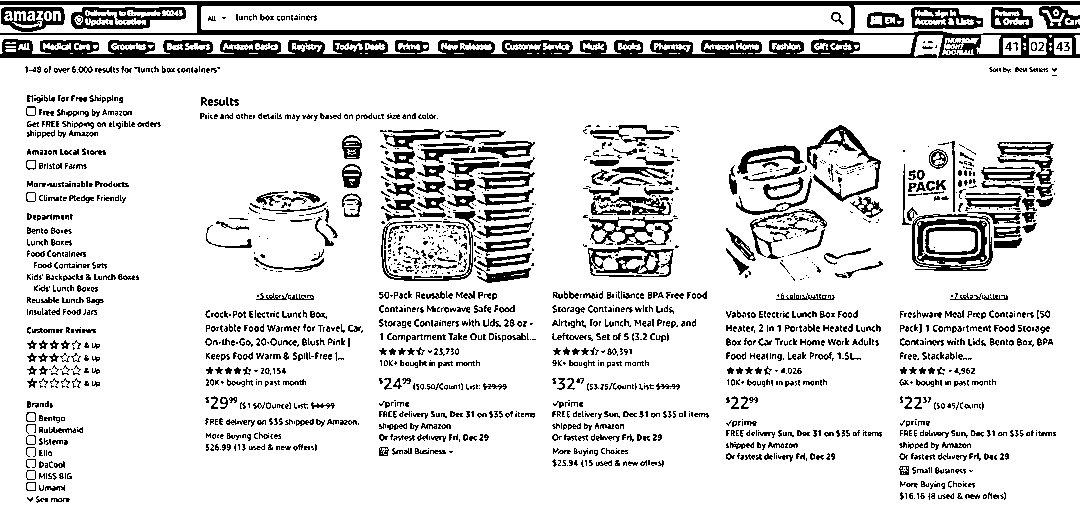 amazon
Delivering to El Segundo 90245
Update location
All
lunch box containers
EN
Hello, sign in
Account & Lists
Returns
& Orders
0
Cart
All
Medical Care
Groceries
Best Sellers
Amazon Basics
Registry
Today's Deals
Prime
New Releases
Customer Service
Music
Books
Pharmacy
Amazon Home
Fashion
Gift Cards
THURSDAY
NIGHT
FOOTBALL
41:02:43
1-48 of over 6,000 results for "lunch box containers"
Sort by: Best Sellers
Eligible for Free Shipping
Free Shipping by Amazon
Get FREE Shipping on eligible orders
shipped by Amazon
Amazon Local Stores
Bristol Farms
More-sustainable Products
Climate Pledge Friendly
Department
Bento Boxes
Lunch Boxes
Food Containers
Food Container Sets
Kids' Backpacks & Lunch Boxes
Kids' Lunch Boxes
Reusable Lunch Bags
Insulated Food Jars
Customer Reviews
& Up
& Up
& Up
& Up
Brands
Bentgo
Rubbermaid
Sistema
Ello
DaCool
MISS BIG
Umami
See more
Results
Price and other details may vary based on product size and color.
+5 colors/patterns
Crock-Pot Electric Lunch Box,
Portable Food Warmer for Travel, Car,
On-the-Go, 20-Ounce, Blush Pink |
Keeps Food Warm & Spill-Free |...
20,154
20K+ bought in past month
$29.99 ($1.50/Ounce) List: $44.99
FREE delivery on $35 shipped by Amazon.
More Buying Choices
$26.99 (13 used & new offers)
50-Pack Reusable Meal Prep
Containers Microwave Safe Food
Storage Containers with Lids, 28 oz -
1 Compartment Take Out Disposabl...
23,730
10K+ bought in past month
$24.99 ($0.50/Count) List: $29.99
prime
FREE delivery Sun, Dec 31 on $35 of items
shipped by Amazon
Or fastest delivery Fri, Dec 29
Small Business
Rubbermaid Brilliance BPA Free Food
Storage Containers with Lids,
Airtight, for Lunch, Meal Prep, and
Leftovers, Set of 5 (3.2 Cup)
80,391
9K+ bought in past month
$32.47 ($3.25/Count) List: $39.99
prime
FREE delivery Sun, Dec 31 on $35 of items
shipped by Amazon
Or fastest delivery Fri, Dec 29
More Buying Choices
$25.94 (15 used & new offers)
+6 colors/patterns
Vabaso Electric Lunch Box Food
Heater, 2 in 1 Portable Heated Lunch
Box for Car Truck Home Work Adults
Food Heating, Leak Proof, 1.5L...
4,026
10K+ bought in past month
$22.99
prime
FREE delivery Sun, Dec 31 on $35 of items
shipped by Amazon
Or fastest delivery Fri, Dec 29
50
PACK
+7 colors/patterns
Freshware Meal Prep Containers [50
Pack] 1 Compartment Food Storage
Containers with Lids, Bento Box, BPA
Free, Stackable,...
4,962
6K+ bought in past month
$22.37 ($0.45/Count)
prime
FREE delivery Sun, Dec 31 on $35 of items
shipped by Amazon
Or fastest delivery Fri, Dec 29
Small Business
More Buying Choices
$16.16 (8 used & new offers)